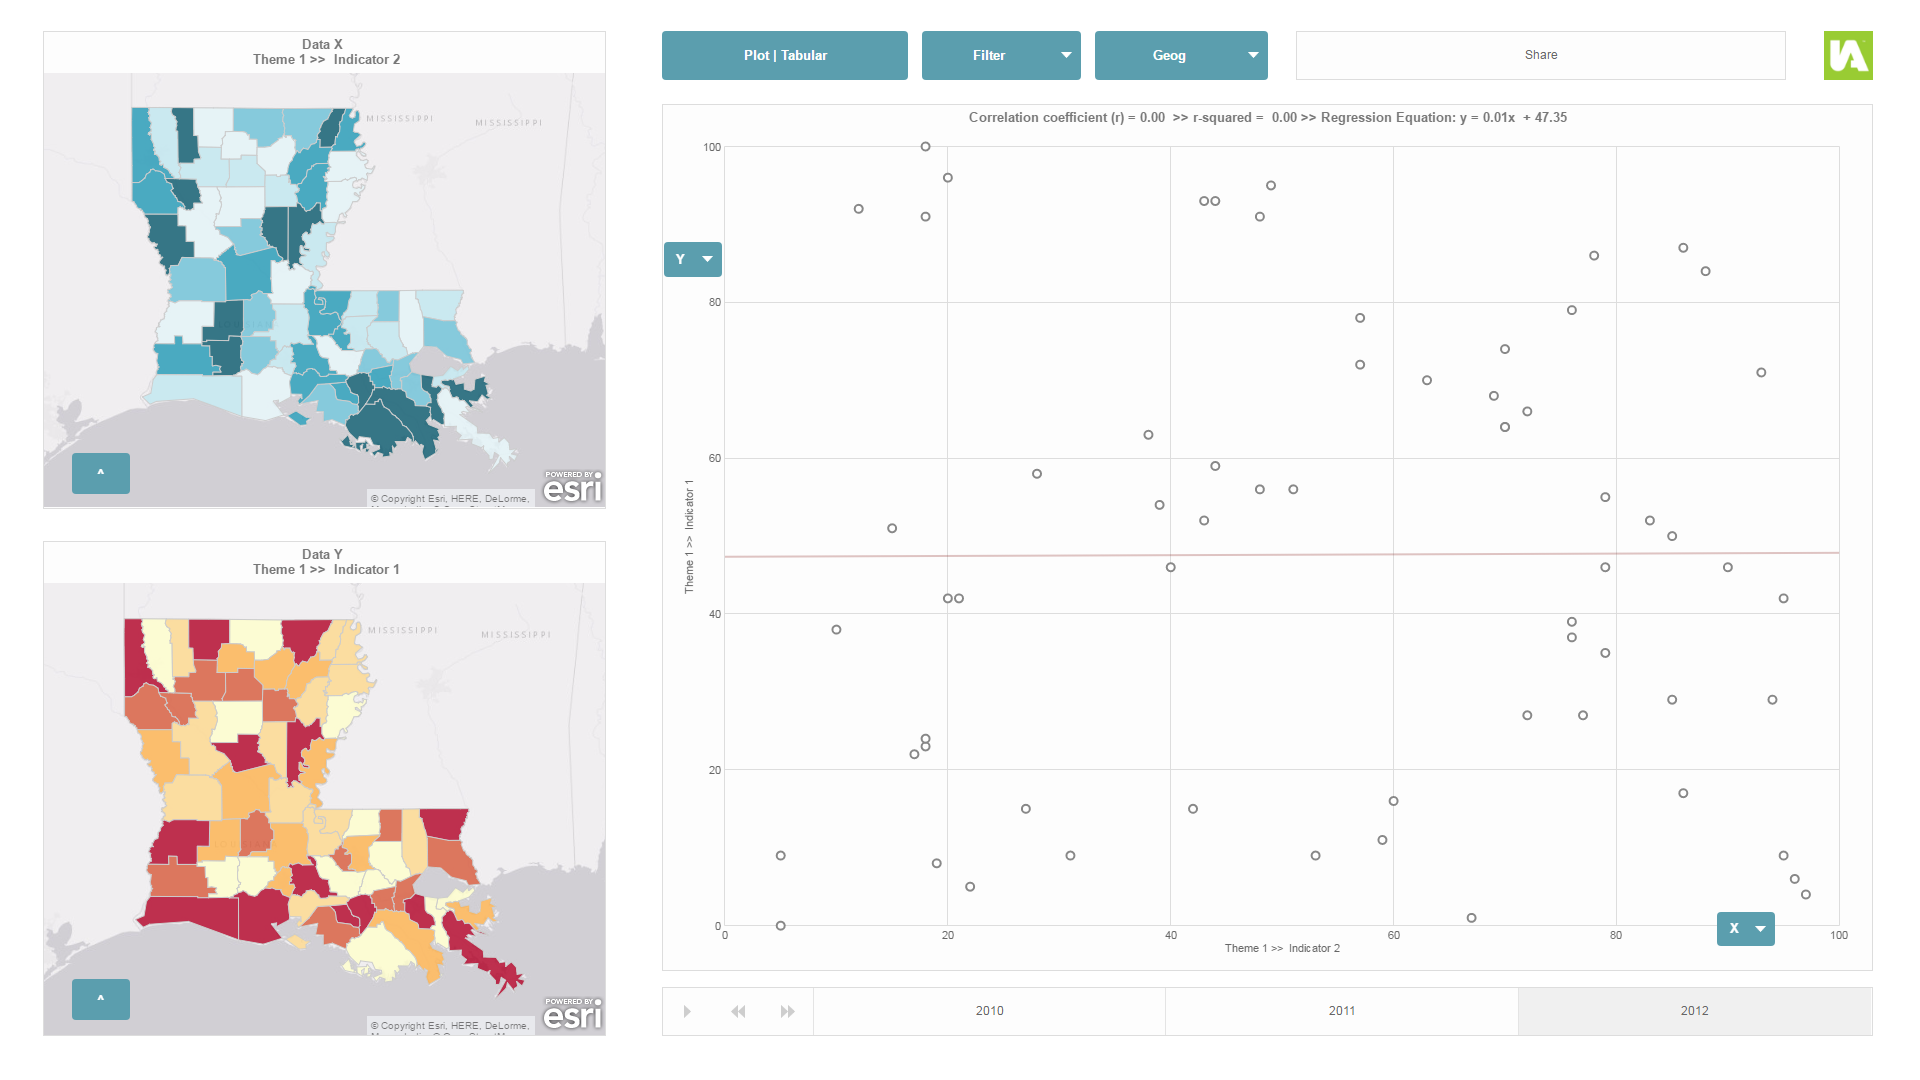 Data X
Theme 1 >> Indicator 2
MISSISSIPPI
MISSISSIPPI
^
POWERED BY
esri
© Copyright Esri, HERE, DeLorme,
Data Y
Theme 1 >> Indicator 1
MISSISSIPPI
MISSISSIPPI
^
POWERED BY
esri
© Copyright Esri, HERE, DeLorme,
Plot | Tabular
Filter
Geog
Share
IA
Correlation coefficient (r) = 0.00 >> r-squared = 0.00 >> Regression Equation: y = 0.01x + 47.35
Y
100
80
60
40
20
0
Theme 1 >> Indicator 1
0
20
40
60
80
100
X
Theme 1 >> Indicator 2
2010
2011
2012